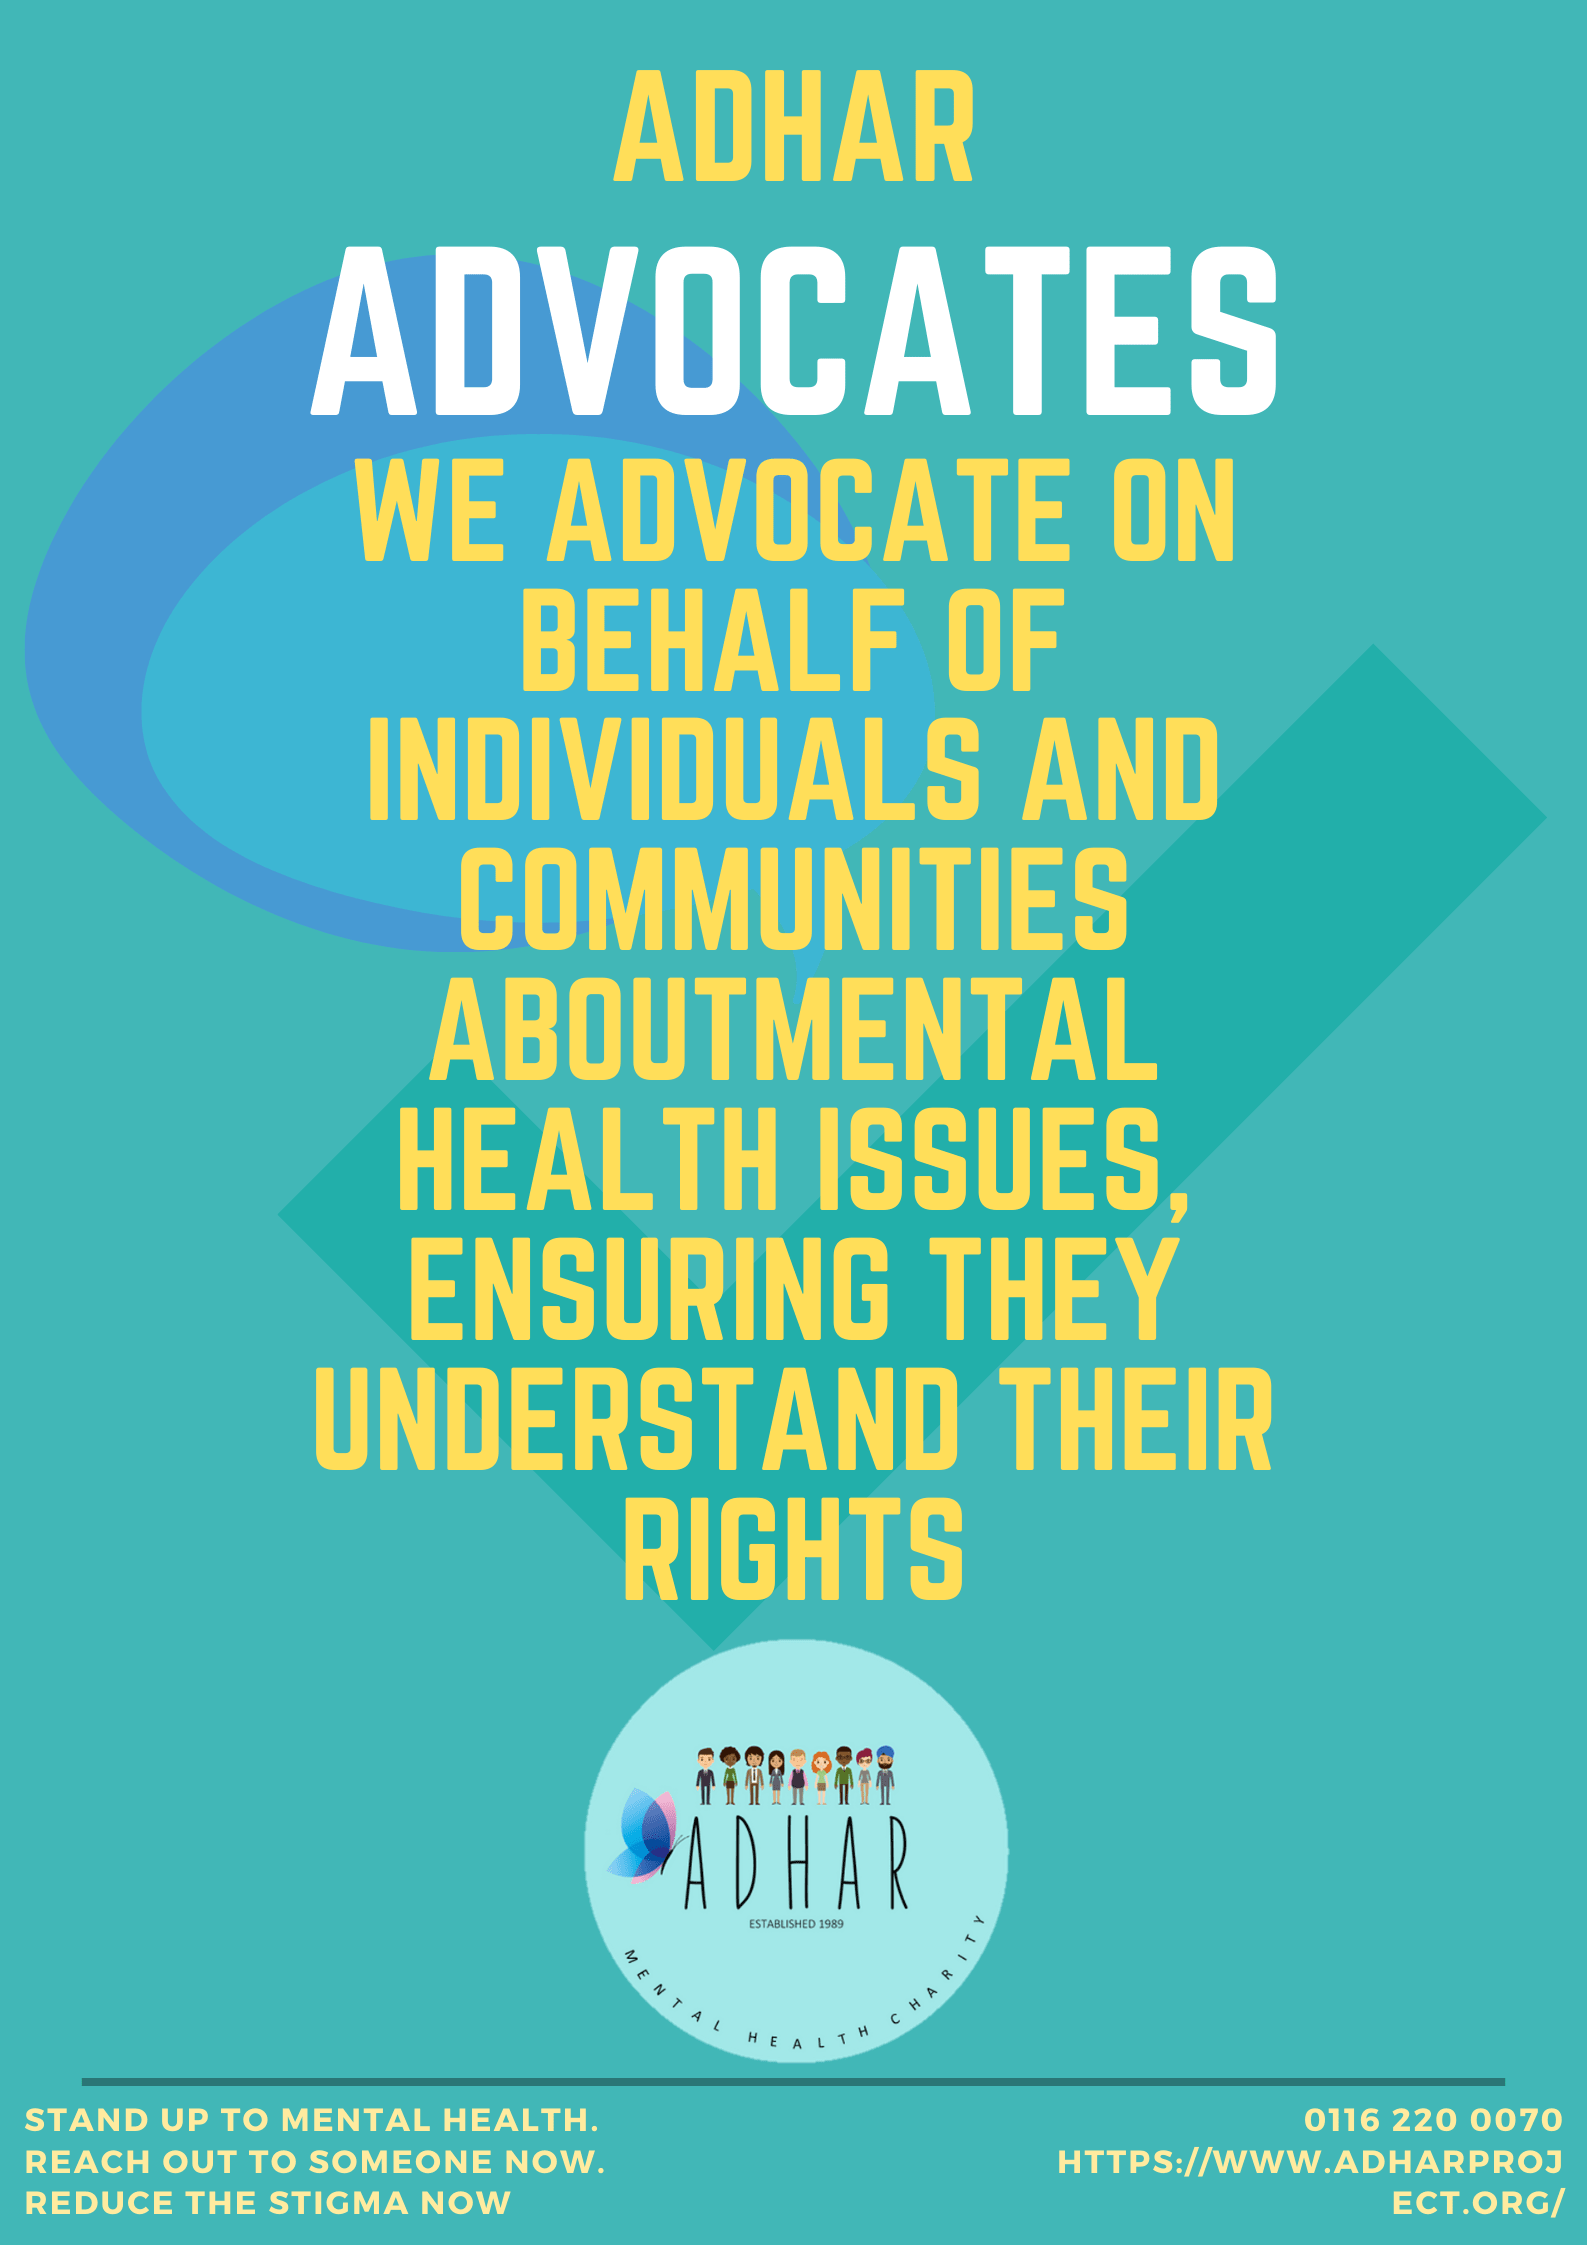 ADHAR
ADVOCATES
WE ADVOCATE ON
BEHALF OF
INDIVIDUALS AND
COMMUNITIES
ABOUTMENTAL
HEALTH ISSUES,
ENSURING THEY
UNDERSTAND THEIR
RIGHTS
ADHAR
ESTABLISHED 1989
MENTAL HEALTH CHARITY
STAND UP TO MENTAL HEALTH.
REACH OUT TO SOMEONE NOW.
REDUCE THE STIGMA NOW
0116 220 0070
HTTPS://WWW.ADHARPROJ
ECT.ORG/